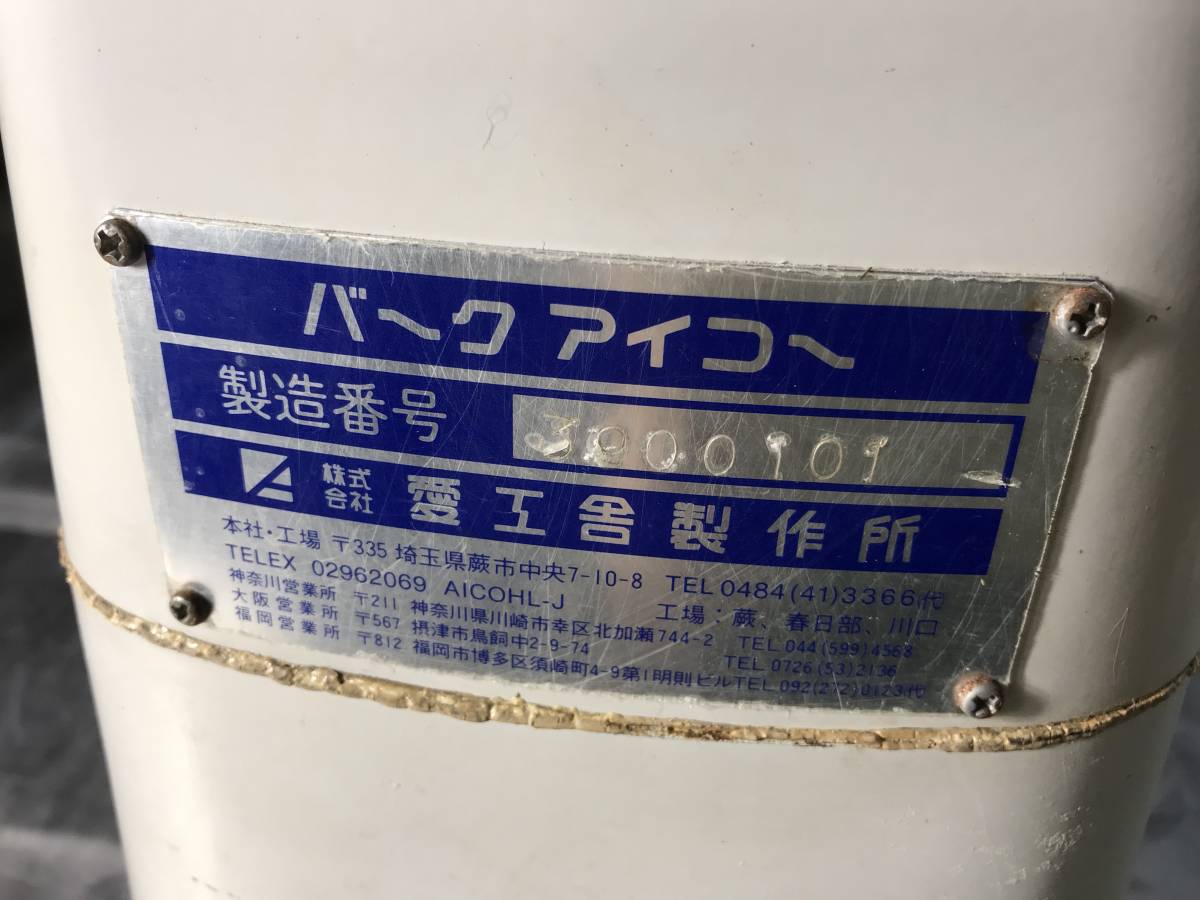 バーク アイコー
製造番号 3900101
株式会社 愛工舎製作所
本社・工場 〒335 埼玉県蕨市中央7-10-8 TEL 0484(41)3366代
TELEX 02962069 AICOHL-J 工場：蕨、春日部、川口
神奈川営業所 〒211 神奈川県川崎市幸区北加瀬744-2 TEL 044(599)4568
大阪営業所 〒567 摂津市鳥飼中2-9-74 TEL 0726(53)2136
福岡営業所 〒812 福岡市博多区須崎町4-9第1明則ビル TEL 092(272)0123代